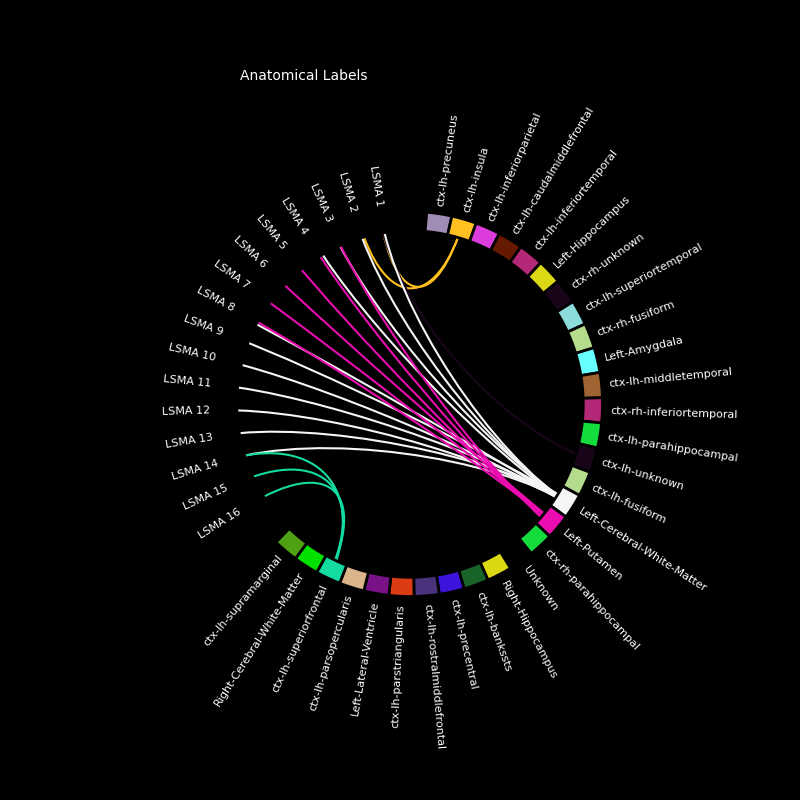 Anatomical Labels
LSMA 1
LSMA 2
LSMA 3
LSMA 4
LSMA 5
LSMA 6
LSMA 7
LSMA 8
LSMA 9
LSMA 10
LSMA 11
LSMA 12
LSMA 13
LSMA 14
LSMA 15
LSMA 16
ctx-lh-precuneus
ctx-lh-insula
ctx-lh-inferiorparietal
ctx-lh-caudalmiddlefrontal
ctx-lh-inferiortemporal
Left-Hippocampus
ctx-rh-unknown
ctx-lh-superiortemporal
ctx-rh-fusiform
Left-Amygdala
ctx-lh-middletemporal
ctx-rh-inferiortemporal
ctx-lh-parahippocampal
ctx-lh-unknown
ctx-lh-fusiform
Left-Cerebral-White-Matter
Left-Putamen
ctx-rh-parahippocampal
Unknown
Right-Hippocampus
ctx-lh-bankssts
ctx-lh-precentral
ctx-lh-rostralmiddlefrontal
ctx-lh-parstriangularis
Left-Lateral-Ventricle
ctx-lh-parsopercularis
ctx-lh-superiorfrontal
Right-Cerebral-White-Matter
ctx-lh-supramarginal